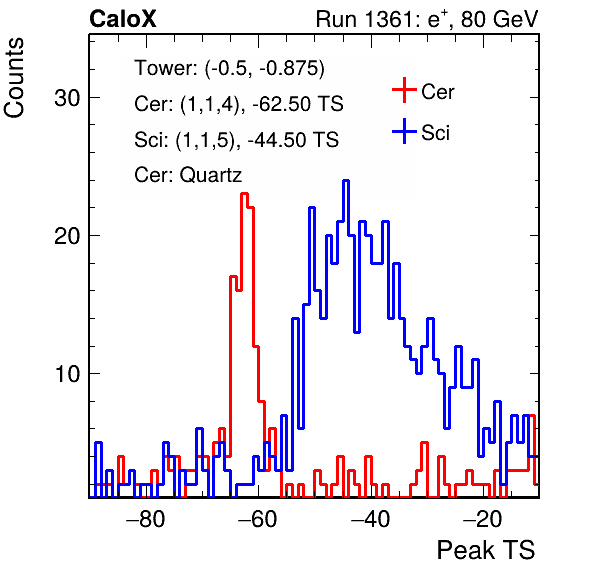 CaloX Run 1361: e⁺, 80 GeV
Counts
Tower: (-0.5, -0.875)
Cer: (1,1,4), -62.50 TS
Sci: (1,1,5), -44.50 TS
Cer: Quartz
Cer
Sci
30
20
10
−80 −60 −40 −20
Peak TS